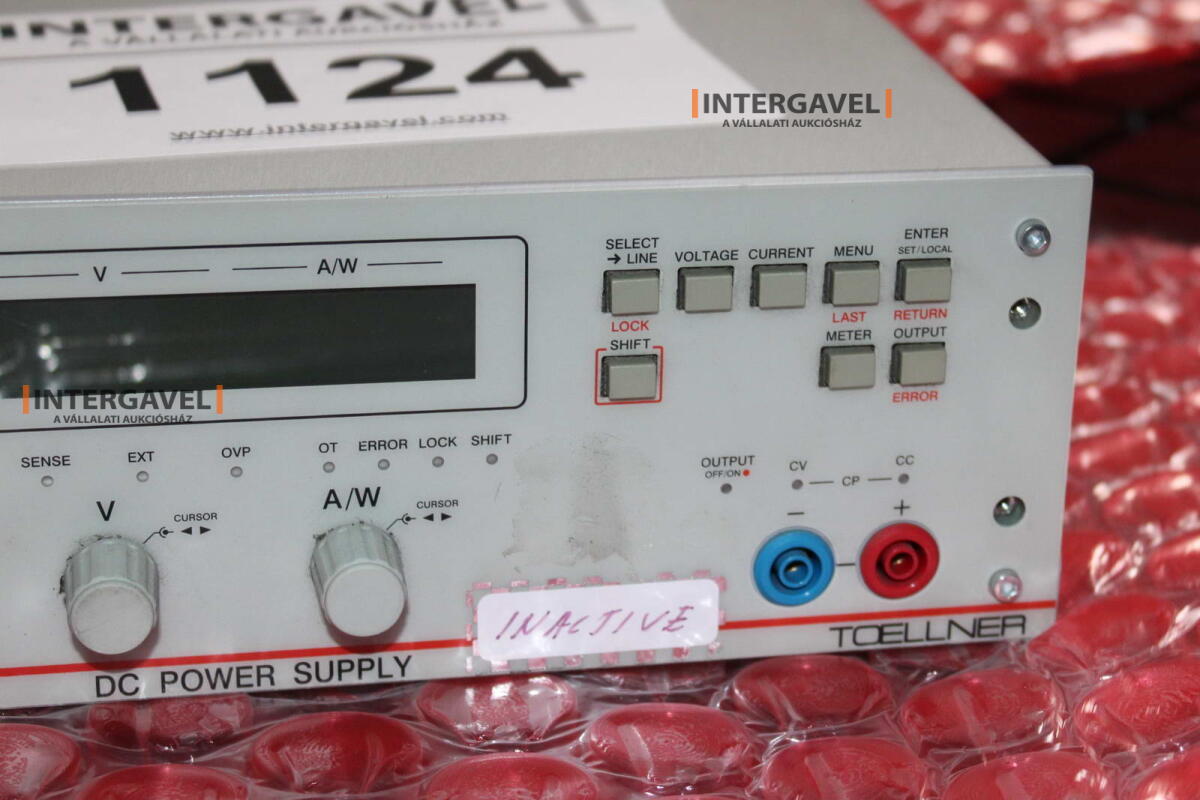 INTERGAVEL
A VÁLLALATI AUKCIÓSHÁZ
1124
www.intergavel.com
INTERGAVEL
A VÁLLALATI AUKCIÓSHÁZ
V
A/W
SELECT
→ LINE
VOLTAGE
CURRENT
MENU
ENTER
SET/LOCAL
LOCK
LAST
RETURN
SHIFT
METER
OUTPUT
ERROR
INTERGAVEL
A VÁLLALATI AUKCIÓSHÁZ
SENSE
EXT
OVP
OT
ERROR
LOCK
SHIFT
OUTPUT
OFF/ON
CV
CP
CC
V
CURSOR
◄ ►
A/W
CURSOR
◄ ►
− +
INACTIVE
TOELLNER
DC POWER SUPPLY